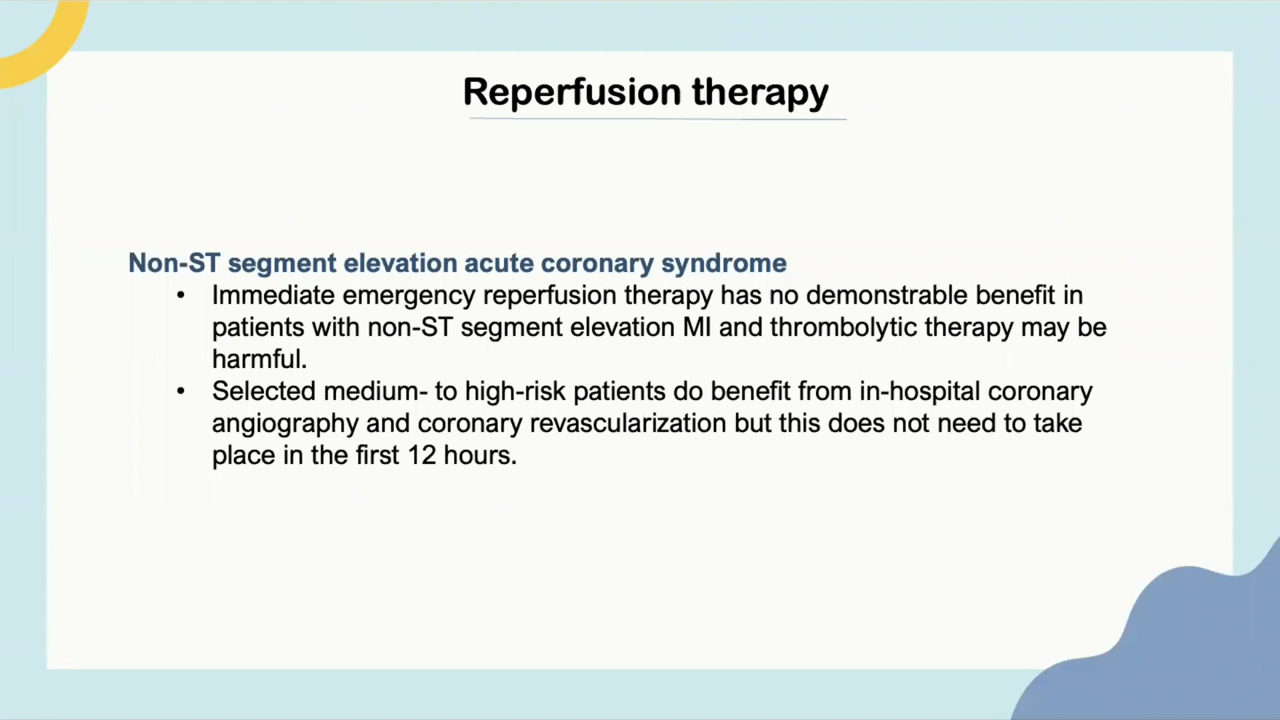 Reperfusion therapy
Non-ST segment elevation acute coronary syndrome
• Immediate emergency reperfusion therapy has no demonstrable benefit in
patients with non-ST segment elevation MI and thrombolytic therapy may be
harmful.
• Selected medium- to high-risk patients do benefit from in-hospital coronary
angiography and coronary revascularization but this does not need to take
place in the first 12 hours.